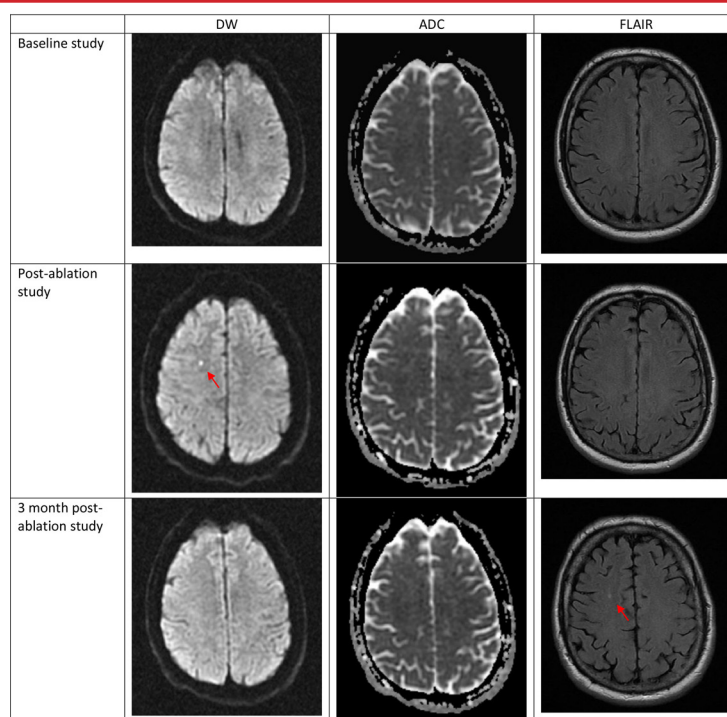 DW ADC FLAIR
Baseline study
Post-ablation
study
3 month post-
ablation study